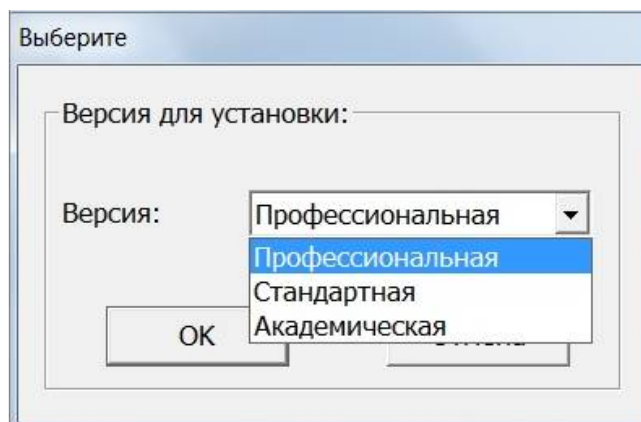 Выберите
Версия для установки:
Версия:
Профессиональная
Профессиональная
Стандартная
Академическая
OK